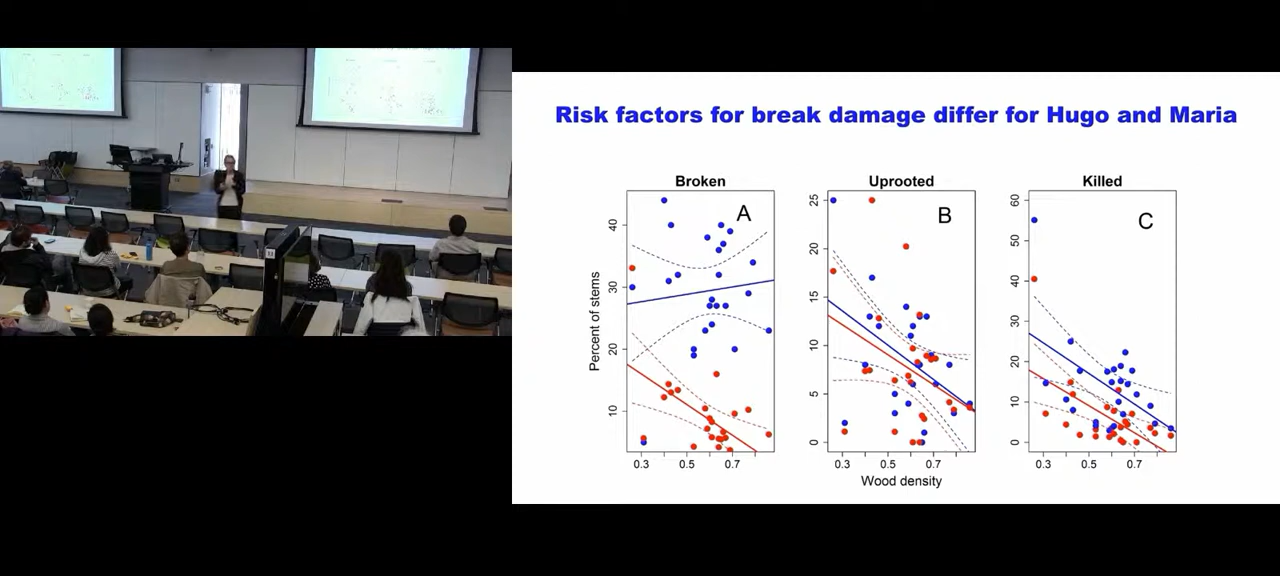 Risk factors for break damage differ for Hugo and Maria
Broken
Uprooted
Killed
A
B
C
Percent of stems
40
30
20
10
25
20
15
10
5
0
60
50
40
30
20
10
0
0.3 0.5 0.7
0.3 0.5 0.7
0.3 0.5 0.7
Wood density